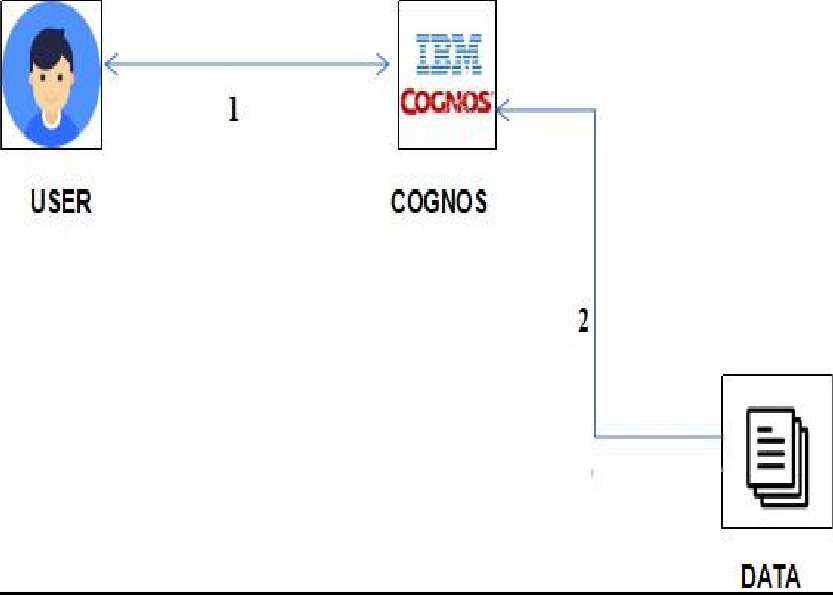 IBM
COGNOS
1
USER
COGNOS
2
DATA